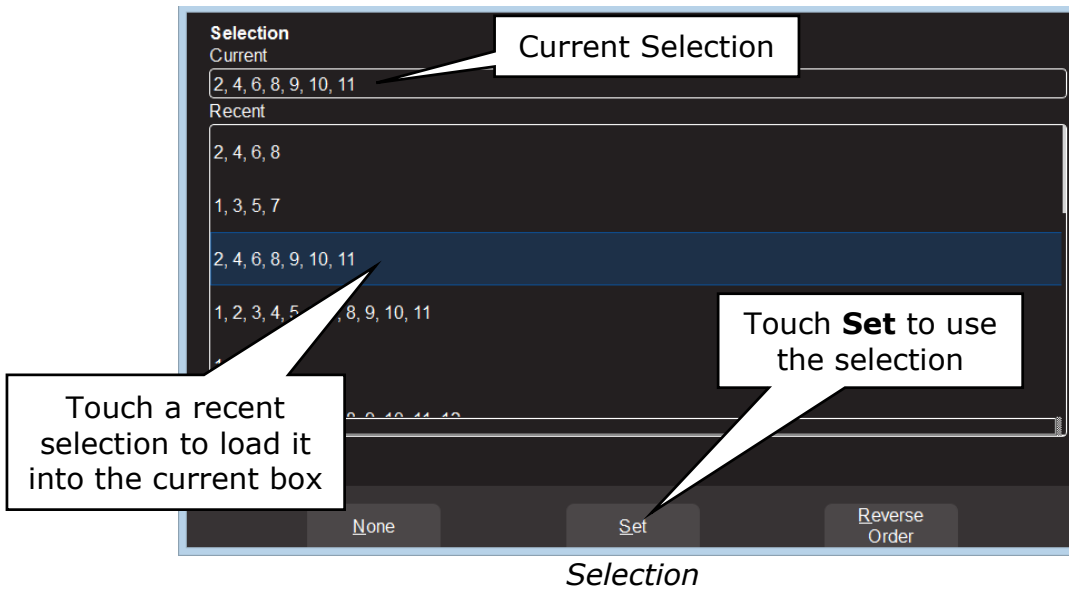 Selection
Current
Current Selection
2, 4, 6, 8, 9, 10, 11
Recent
2, 4, 6, 8
1, 3, 5, 7
2, 4, 6, 8, 9, 10, 11
1, 2, 3, 4, 5, 8, 9, 10, 11
Touch Set to use
the selection
Touch a recent
selection to load it
into the current box
None
Set
Reverse
Order
Selection